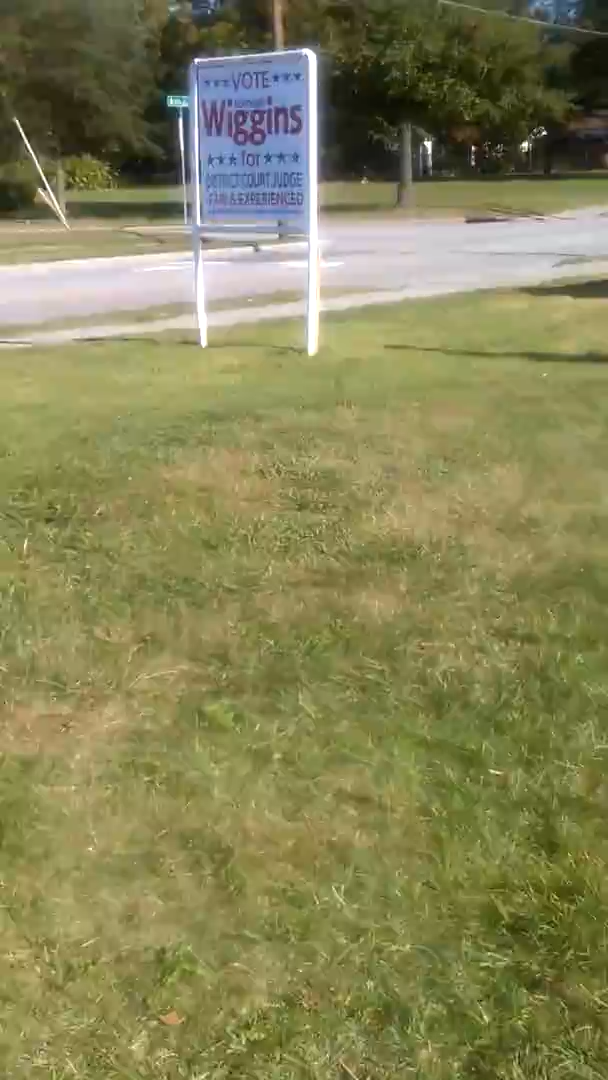 VOTE
Wiggins
for
DISTRICT COURT JUDGE
FAIR & EXPERIENCED